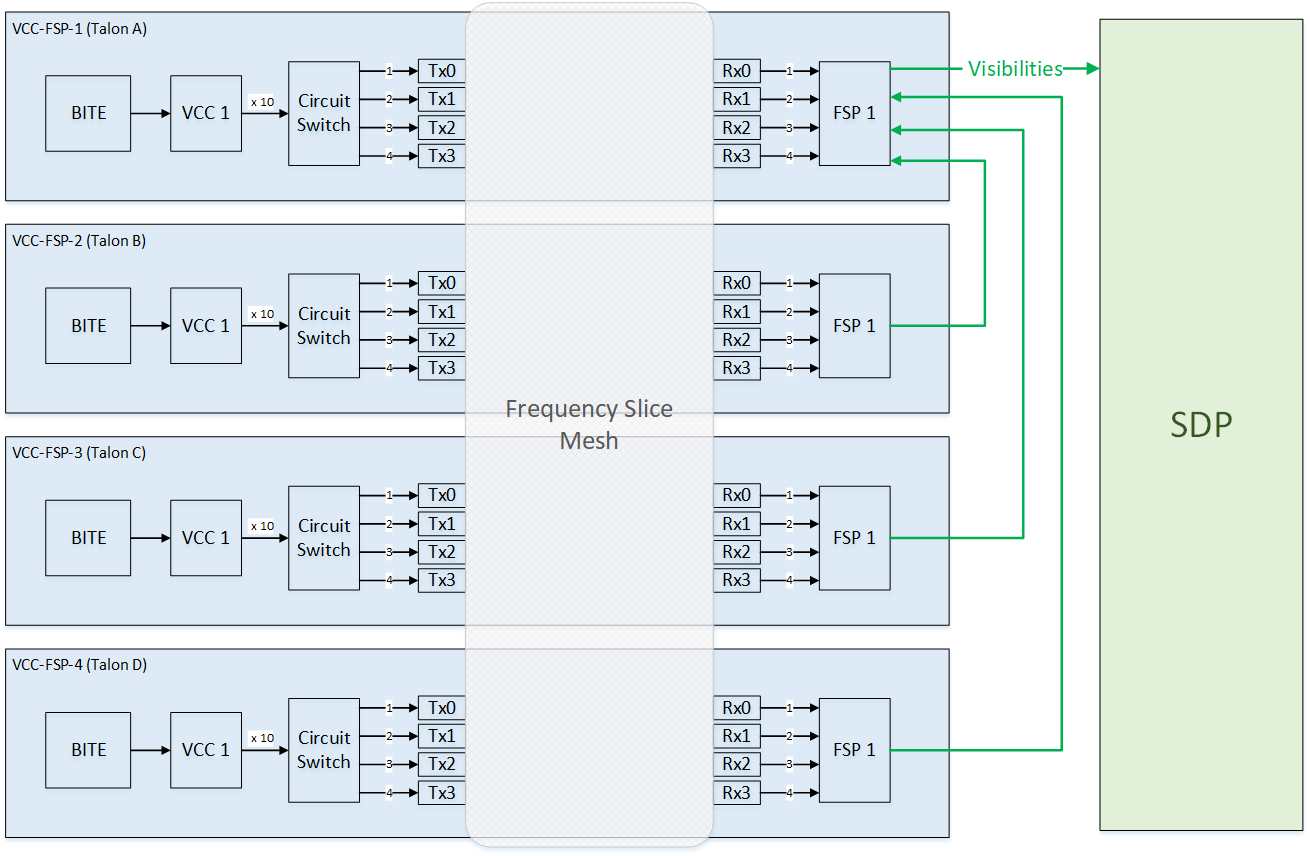 VCC-FSP-1 (Talon A)
BITE
VCC 1
x 10
Circuit
Switch
1
2
3
4
Tx0
Tx1
Tx2
Tx3
Rx0
Rx1
Rx2
Rx3
1
2
3
4
FSP 1
Visibilities
VCC-FSP-2 (Talon B)
BITE
VCC 1
x 10
Circuit
Switch
1
2
3
4
Tx0
Tx1
Tx2
Tx3
Rx0
Rx1
Rx2
Rx3
1
2
3
4
FSP 1
Frequency Slice
Mesh
SDP
VCC-FSP-3 (Talon C)
BITE
VCC 1
x 10
Circuit
Switch
1
2
3
4
Tx0
Tx1
Tx2
Tx3
Rx0
Rx1
Rx2
Rx3
1
2
3
4
FSP 1
VCC-FSP-4 (Talon D)
BITE
VCC 1
x 10
Circuit
Switch
1
2
3
4
Tx0
Tx1
Tx2
Tx3
Rx0
Rx1
Rx2
Rx3
1
2
3
4
FSP 1